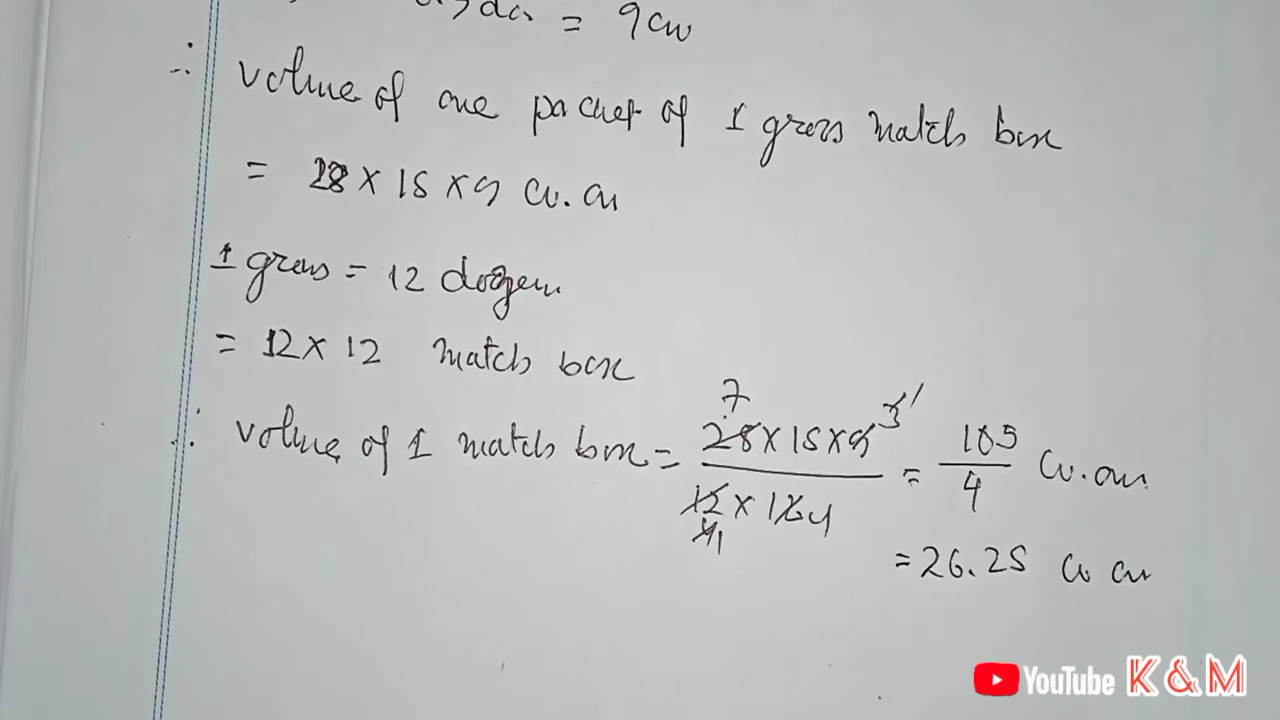 = 9 cm
∴ volume of one packet of 1 gross match box
= 28 × 15 × 9 cu. cm
1 gross = 12 dozen
= 12 × 12 match box
∴ volume of 1 match box = 28 × 15 × 9 / 12 × 12 = 105 / 4 cu. cm
= 26.25 cu cm
YouTube K & M